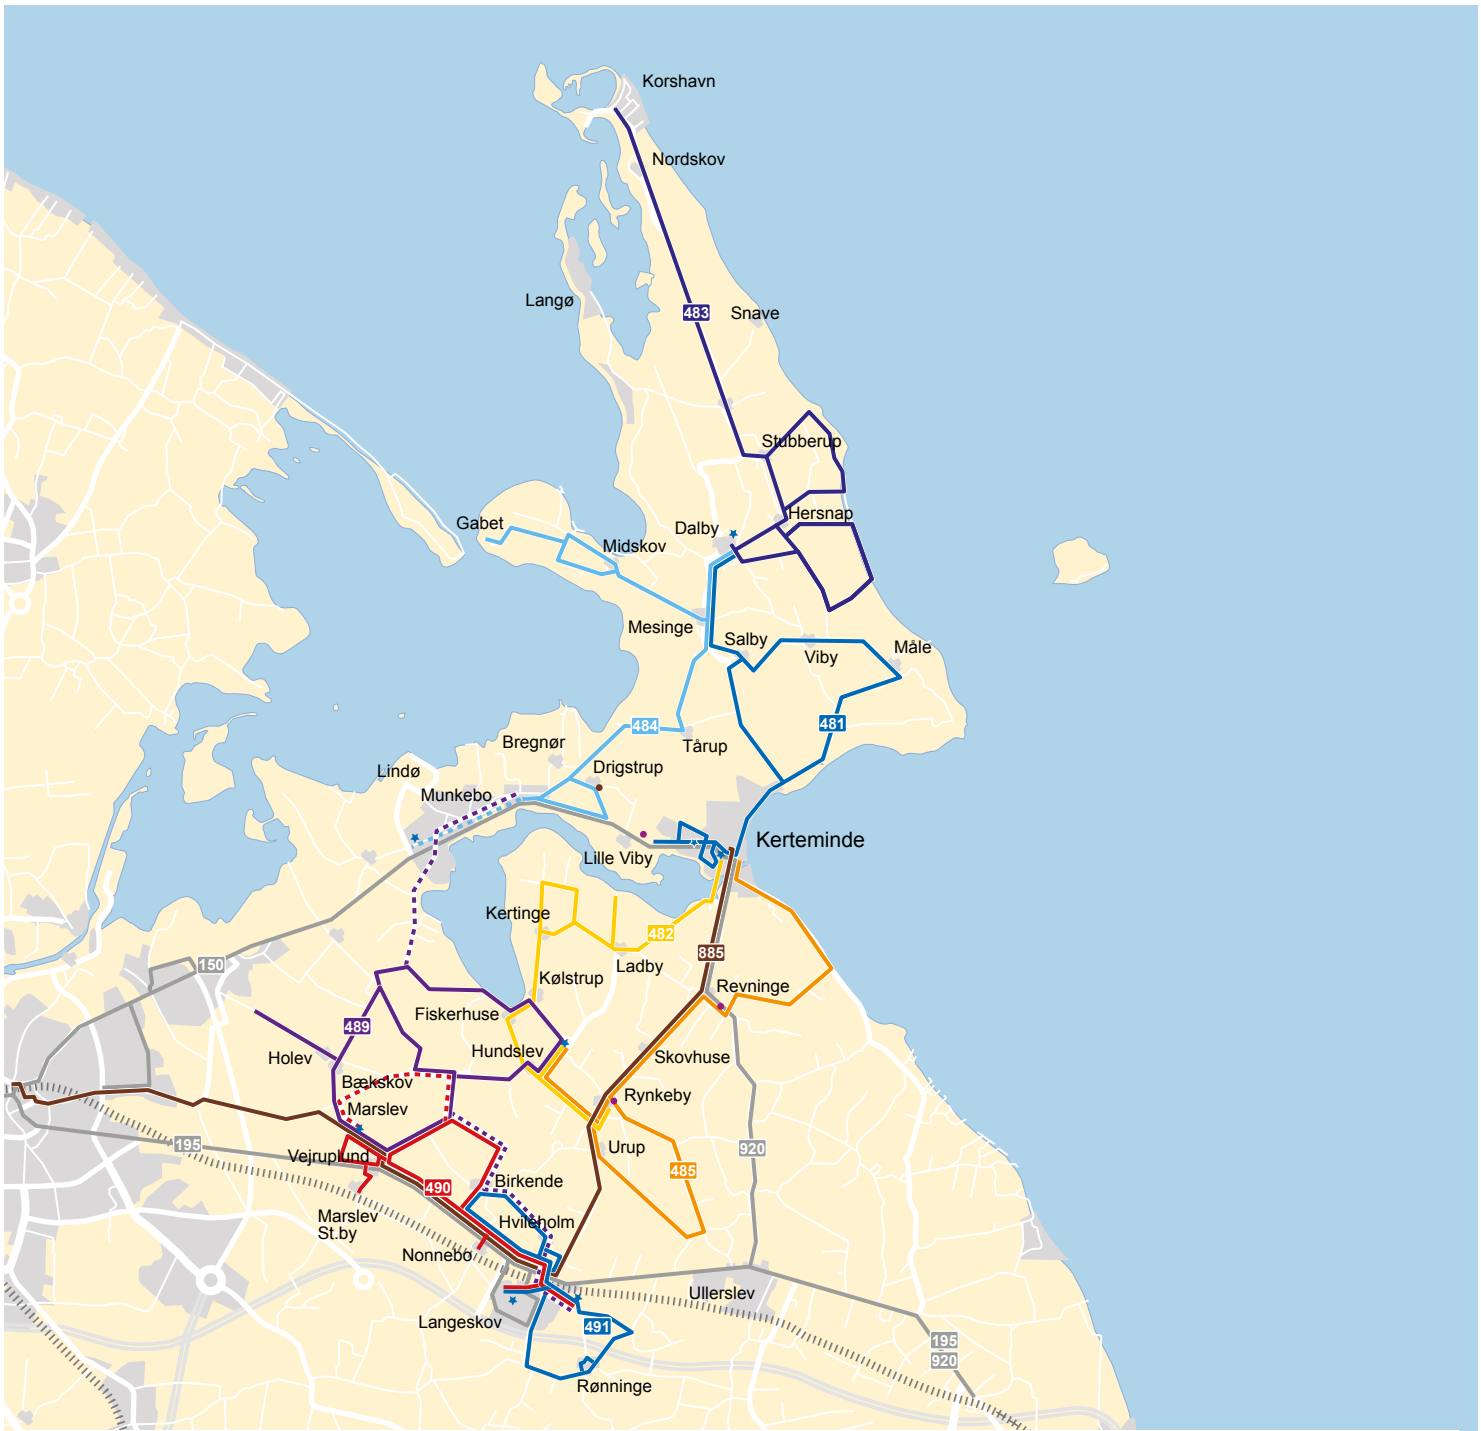 Korshavn
Nordskov
Langø
483
Snave
Stubberup
Gabet
Hersnap
Dalby
Midskov
Mesinge
Salby
Viby
Måle
484
481
Tårup
Bregnør
Drigstrup
Lindø
Munkebo
Kerteminde
Lille Viby
Kertinge
482
885
150
Ladby
Kølstrup
Revninge
Fiskerhuse
489
Hundslev
Holev
Skovhuse
Bækskov
Rynkeby
Marslev
195
Urup
920
Vejruplund
485
490
Birkende
Marslev
St.by
Hvileholm
Nonnebo
Ullerslev
Langeskov
491
195
920
Rønninge